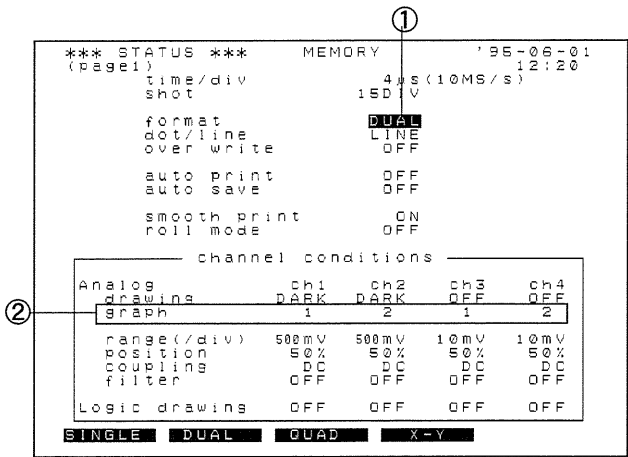 ①
*** STATUS *** MEMORY '95-06-01
(page1) 12:20
time/div 4µs(10MS/s)
shot 15DIV
format DUAL
dot/line LINE
over write OFF
auto print OFF
auto save OFF
smooth print ON
roll mode OFF
channel conditions
Analog ch1 ch2 ch3 ch4
drawing DARK DARK OFF OFF
② graph 1 2 1 2
range(/div) 500mV 500mV 10mV 10mV
position 50% 50% 50% 50%
coupling DC DC DC DC
filter OFF OFF OFF OFF
Logic drawing OFF OFF OFF OFF
SINGLE DUAL QUAD X-Y